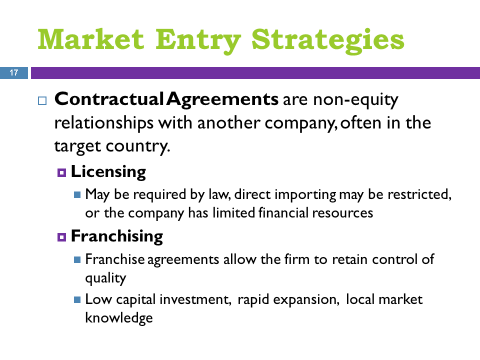 Market Entry Strategies
17
Contractual Agreements are non-equity
relationships with another company, often in the
target country.
Licensing
May be required by law, direct importing may be restricted,
or the company has limited financial resources
Franchising
Franchise agreements allow the firm to retain control of
quality
Low capital investment, rapid expansion, local market
knowledge